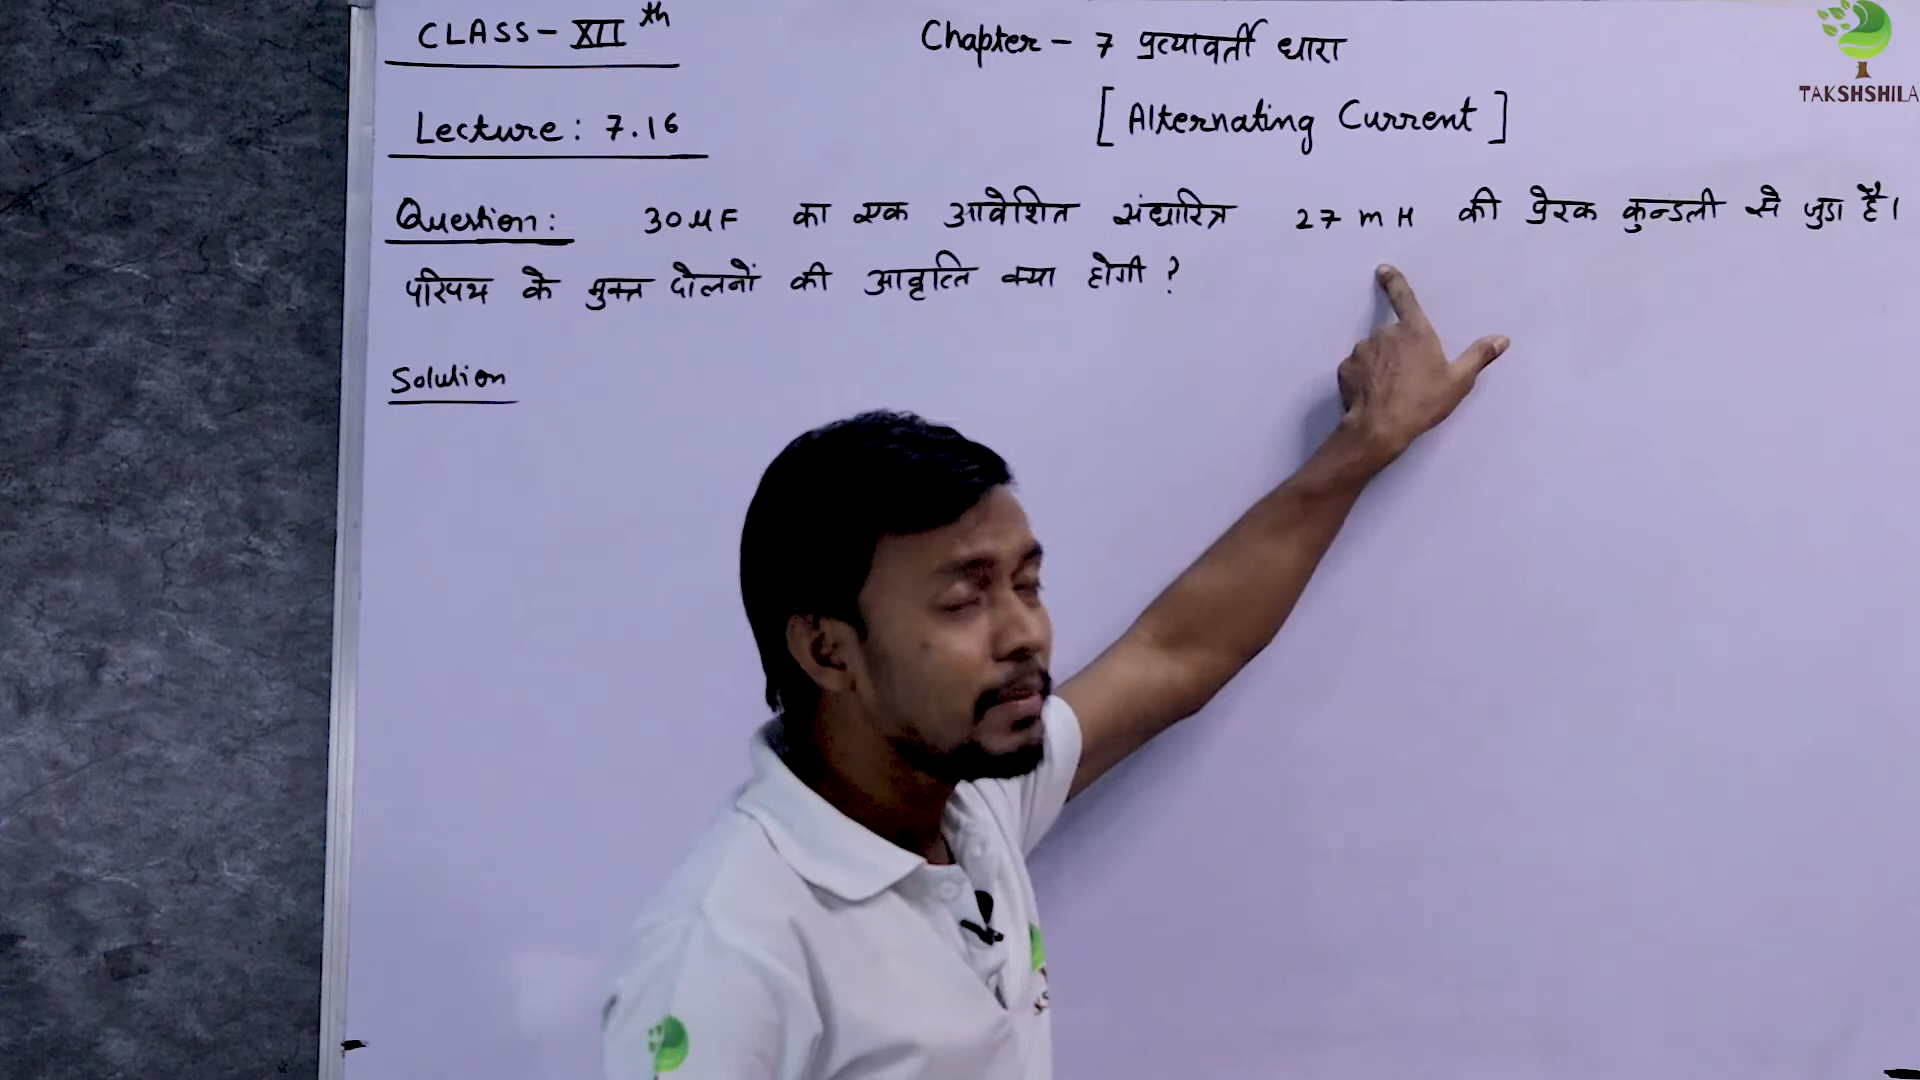 CLASS - XII th
Chapter - 7 प्रत्यावर्ती धारा
[Alternating Current]
Lecture: 7.16
Question: 30 μF का एक आवेशित संधारित्र 27 mH की प्रेरक कुन्डली से जुडा है।
परिपथ के मुक्त दोलनों की आवृत्ति क्या होगी ?
Solution
TAKSHSHILA